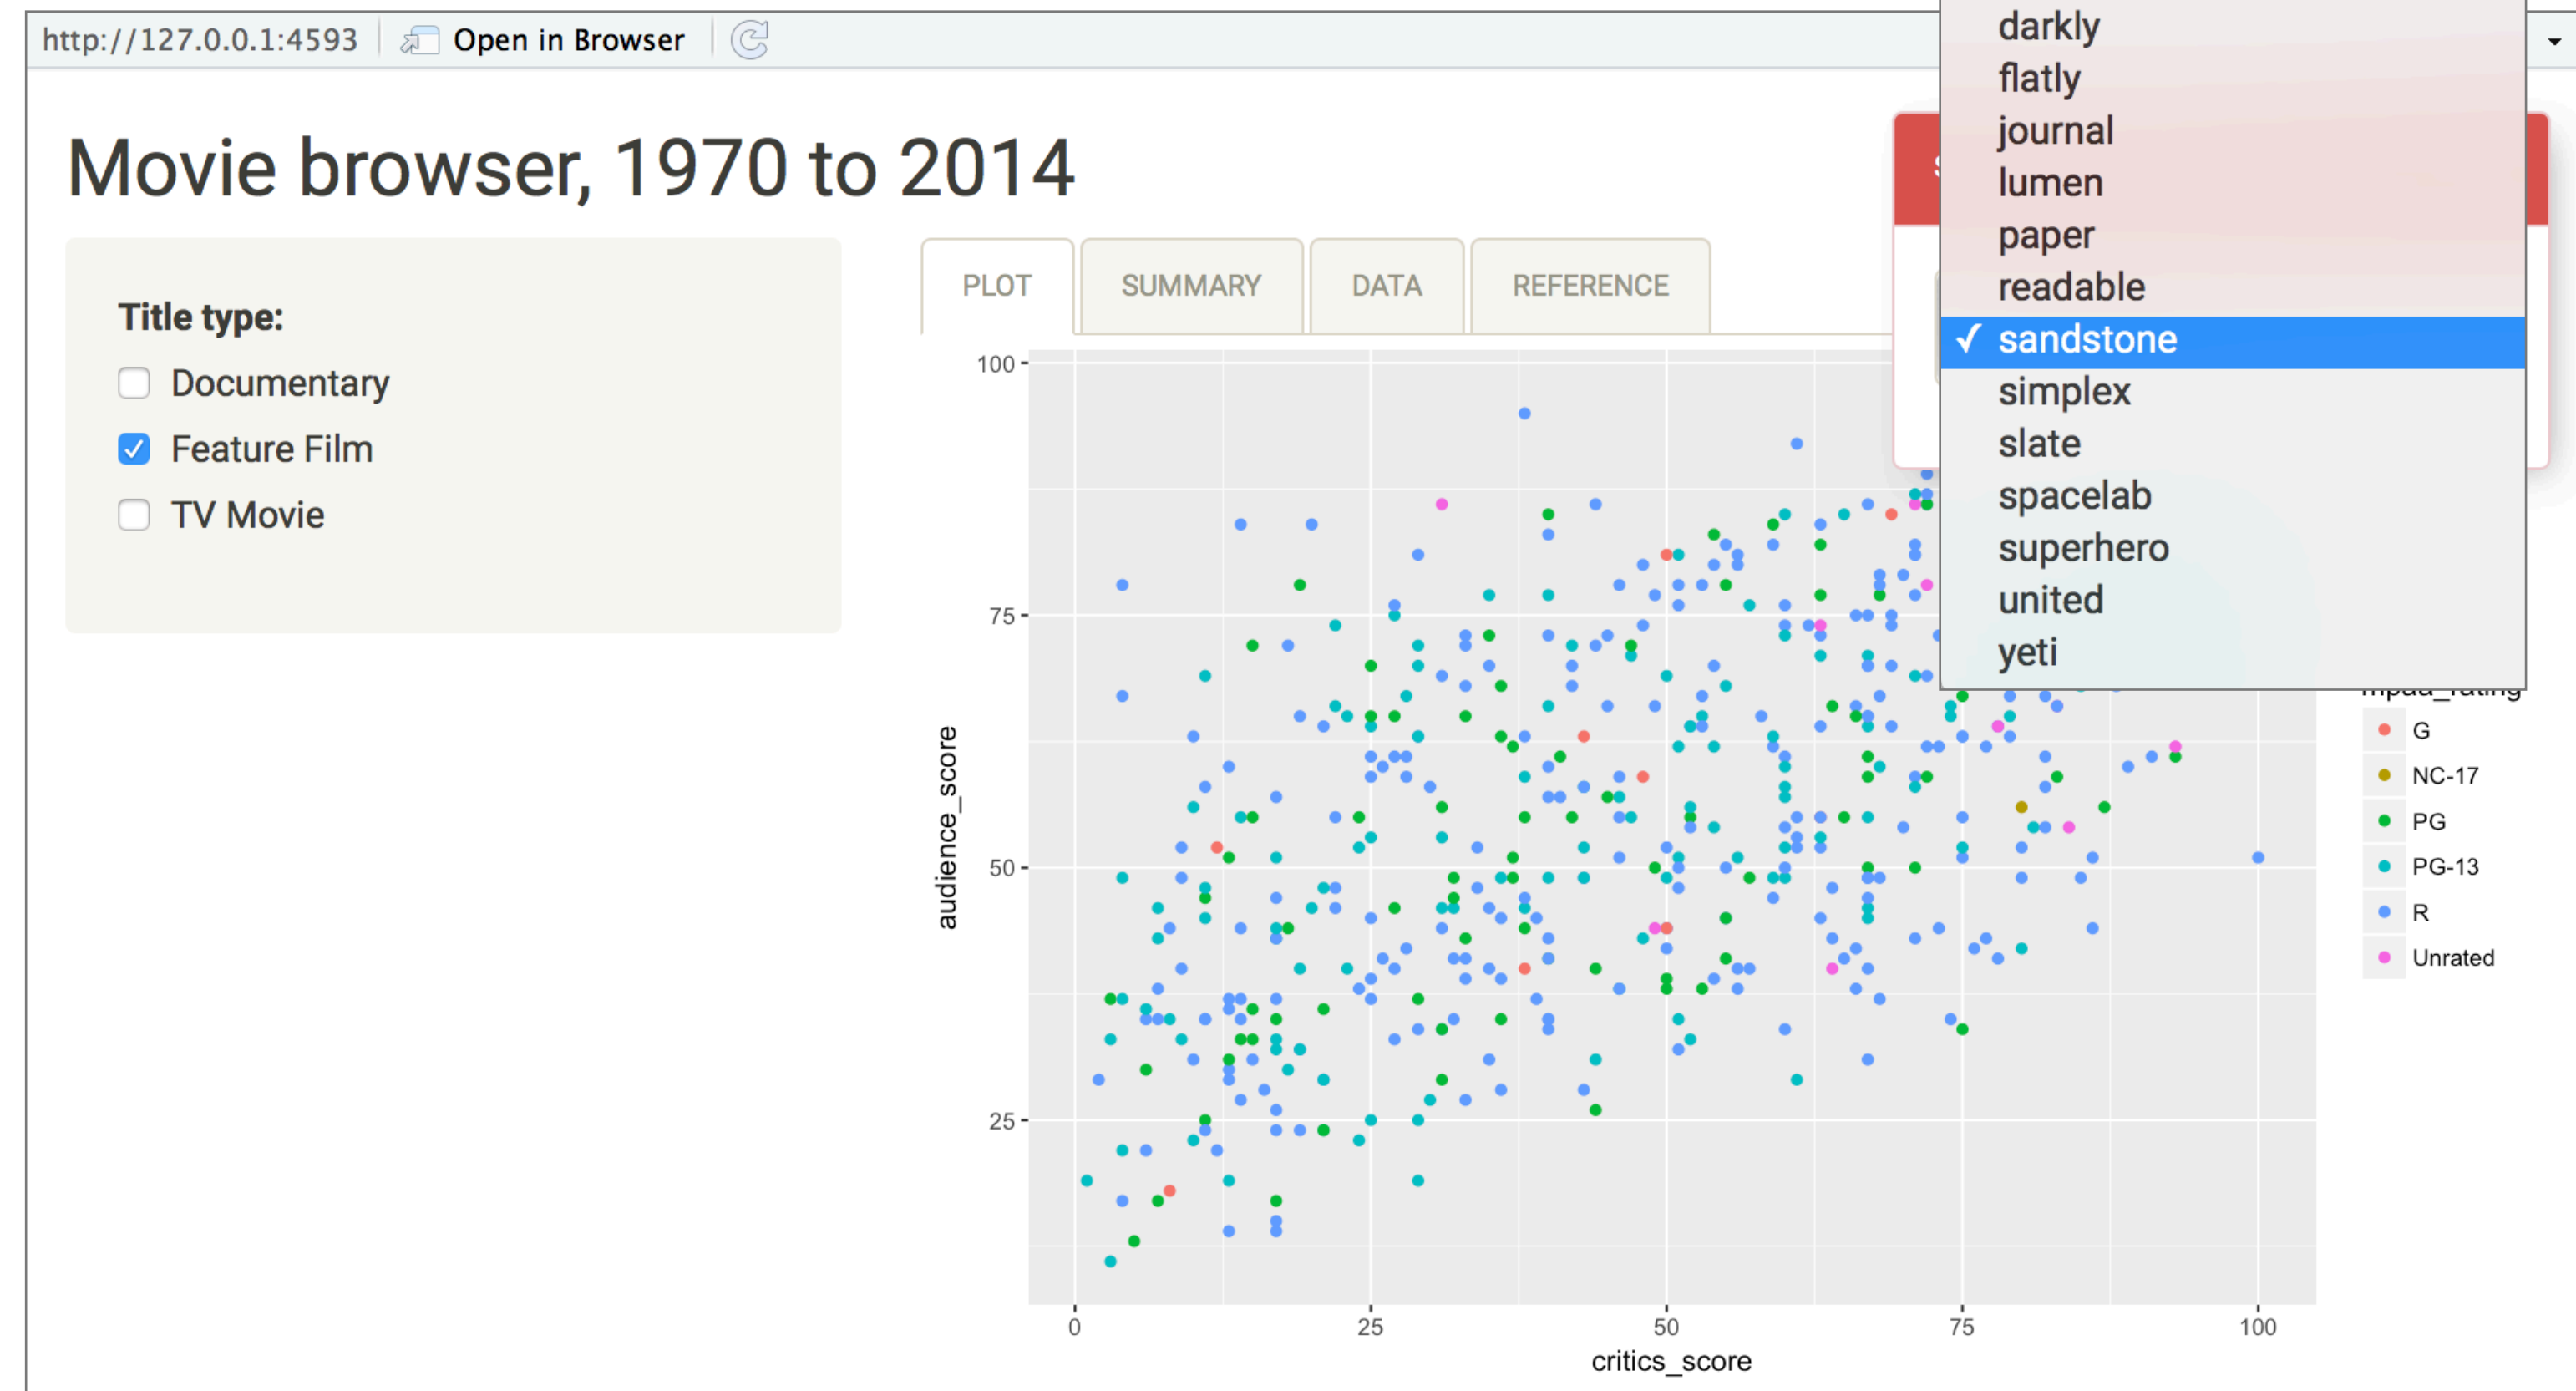 http://127.0.0.1:4593 Open in Browser
Movie browser, 1970 to 2014
Title type:
Documentary
Feature Film
TV Movie
PLOT SUMMARY DATA REFERENCE
darkly
flatly
journal
lumen
paper
readable
✓ sandstone
simplex
slate
spacelab
superhero
united
yeti
audience_score
100
75
50
25
0 25 50 75 100
critics_score
mpaa_rating
G
NC-17
PG
PG-13
R
Unrated